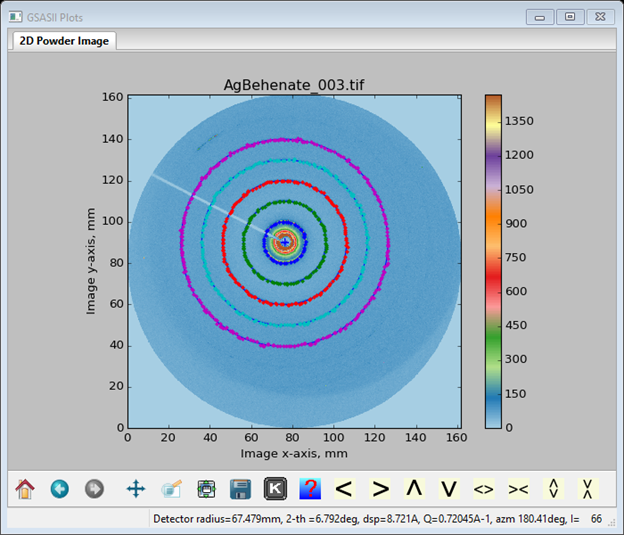 GSASII Plots
2D Powder Image
AgBehenate_003.tif
160
140
120
100
80
60
40
20
0
Image y-axis, mm
0 20 40 60 80 100 120 140 160
Image x-axis, mm
1350
1200
1050
900
750
600
450
300
150
0
K ? < > Λ V <> ><
Detector radius=67.479mm, 2-th =6.792deg, dsp=8.721A, Q=0.72045A-1, azm 180.41deg, I= 66